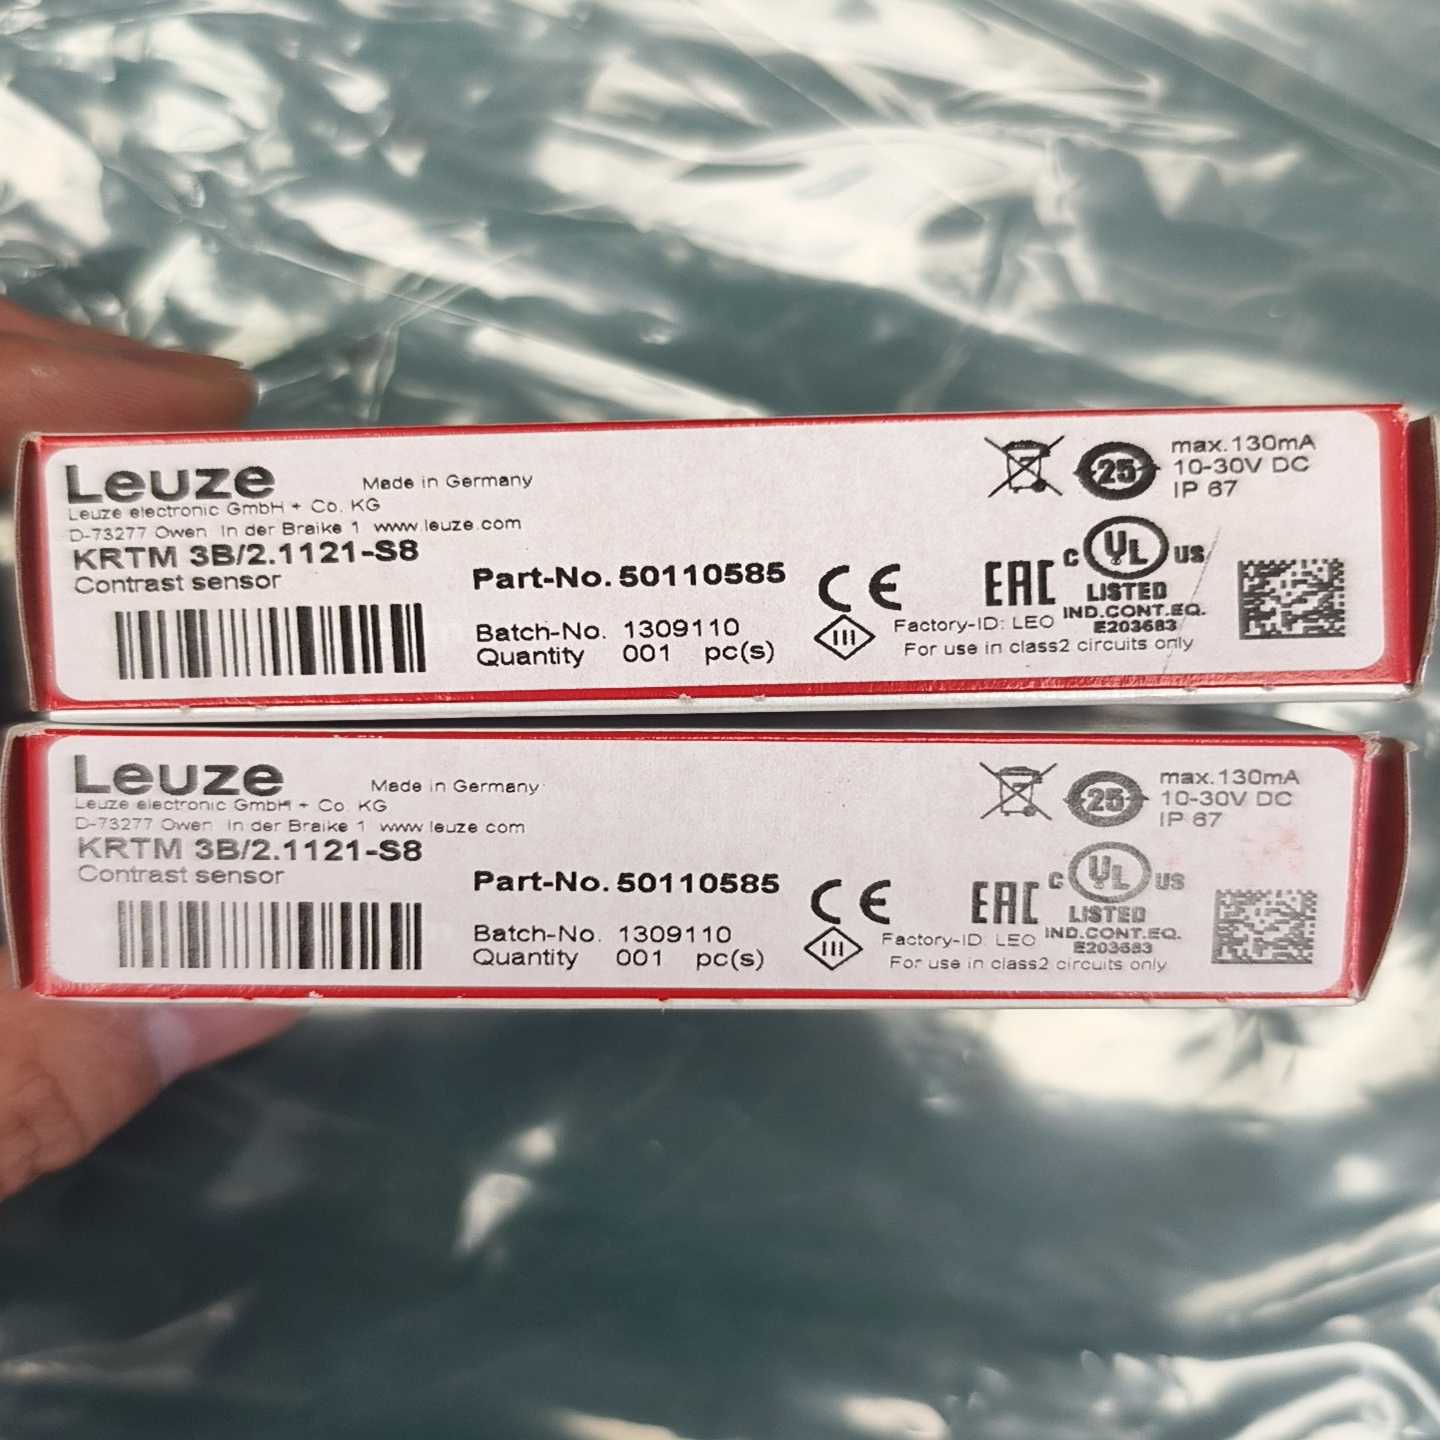 Leuze
Made in Germany
Leuze electronic GmbH + Co. KG
D-73277 Owen In der Braike 1 www.leuze.com
KRTM 3B/2.1121-S8
Contrast sensor
Part-No. 50110585
Batch-No. 1309110
Quantity 001 pc(s)
CE
III
25
max.130mA
10-30V DC
IP 67
EAC
C UL US
LISTED
IND.CONT.EQ.
E203683
Factory-ID: LEO
For use in class2 circuits only
Leuze
Made in Germany
Leuze electronic GmbH + Co. KG
D-73277 Owen In der Braike 1 www.leuze.com
KRTM 3B/2.1121-S8
Contrast sensor
Part-No. 50110585
Batch-No. 1309110
Quantity 001 pc(s)
CE
III
25
max.130mA
10-30V DC
IP 67
EAC
C UL US
LISTED
IND.CONT.EQ.
E203683
Factory-ID: LEO
For use in class2 circuits only